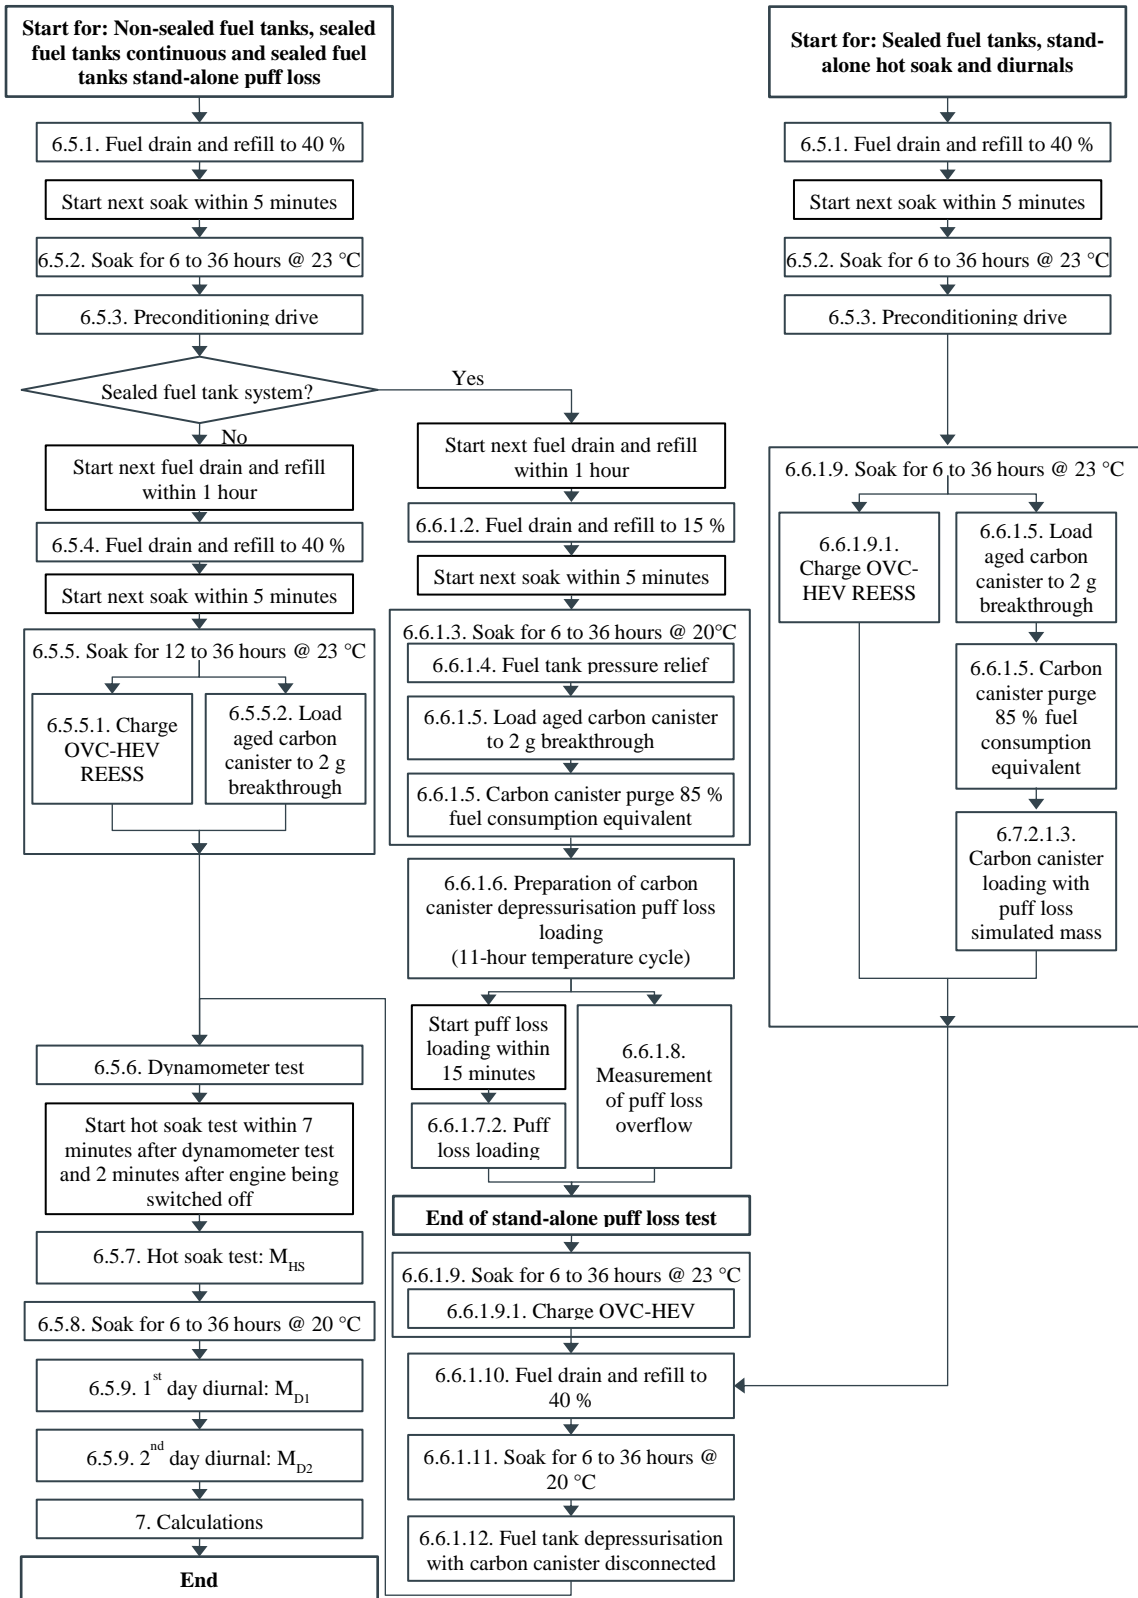 Start for: Non-sealed fuel tanks, sealed
fuel tanks continuous and sealed fuel
tanks stand-alone puff loss
6.5.1. Fuel drain and refill to 40 %
Start next soak within 5 minutes
6.5.2. Soak for 6 to 36 hours @ 23 °C
6.5.3. Preconditioning drive
Sealed fuel tank system?
Yes
No
Start next fuel drain and refill
within 1 hour
6.5.4. Fuel drain and refill to 40 %
Start next soak within 5 minutes
6.5.5. Soak for 12 to 36 hours @ 23 °C
6.5.5.1. Charge
OVC-HEV
REESS
6.5.5.2. Load
aged carbon
canister to 2 g
breakthrough
6.5.6. Dynamometer test
Start hot soak test within 7
minutes after dynamometer test
and 2 minutes after engine being
switched off
6.5.7. Hot soak test: M_HS
6.5.8. Soak for 6 to 36 hours @ 20 °C
6.5.9. 1st day diurnal: M_D1
6.5.9. 2nd day diurnal: M_D2
7. Calculations
End
Start next fuel drain and refill
within 1 hour
6.6.1.2. Fuel drain and refill to 15 %
Start next soak within 5 minutes
6.6.1.3. Soak for 6 to 36 hours @ 20°C
6.6.1.4. Fuel tank pressure relief
6.6.1.5. Load aged carbon canister
to 2 g breakthrough
6.6.1.5. Carbon canister purge 85 %
fuel consumption equivalent
6.6.1.6. Preparation of carbon
canister depressurisation puff loss
loading
(11-hour temperature cycle)
Start puff loss
loading within
15 minutes
6.6.1.7.2. Puff
loss loading
6.6.1.8.
Measurement
of puff loss
overflow
End of stand-alone puff loss test
6.6.1.9. Soak for 6 to 36 hours @ 23 °C
6.6.1.9.1. Charge OVC-HEV
6.6.1.10. Fuel drain and refill to
40 %
6.6.1.11. Soak for 6 to 36 hours @
20 °C
6.6.1.12. Fuel tank depressurisation
with carbon canister disconnected
Start for: Sealed fuel tanks, stand-
alone hot soak and diurnals
6.5.1. Fuel drain and refill to 40 %
Start next soak within 5 minutes
6.5.2. Soak for 6 to 36 hours @ 23 °C
6.5.3. Preconditioning drive
6.6.1.9. Soak for 6 to 36 hours @ 23 °C
6.6.1.9.1.
Charge OVC-
HEV REESS
6.6.1.5. Load
aged carbon
canister to 2 g
breakthrough
6.6.1.5. Carbon
canister purge
85 % fuel
consumption
equivalent
6.7.2.1.3.
Carbon canister
loading with
puff loss
simulated mass